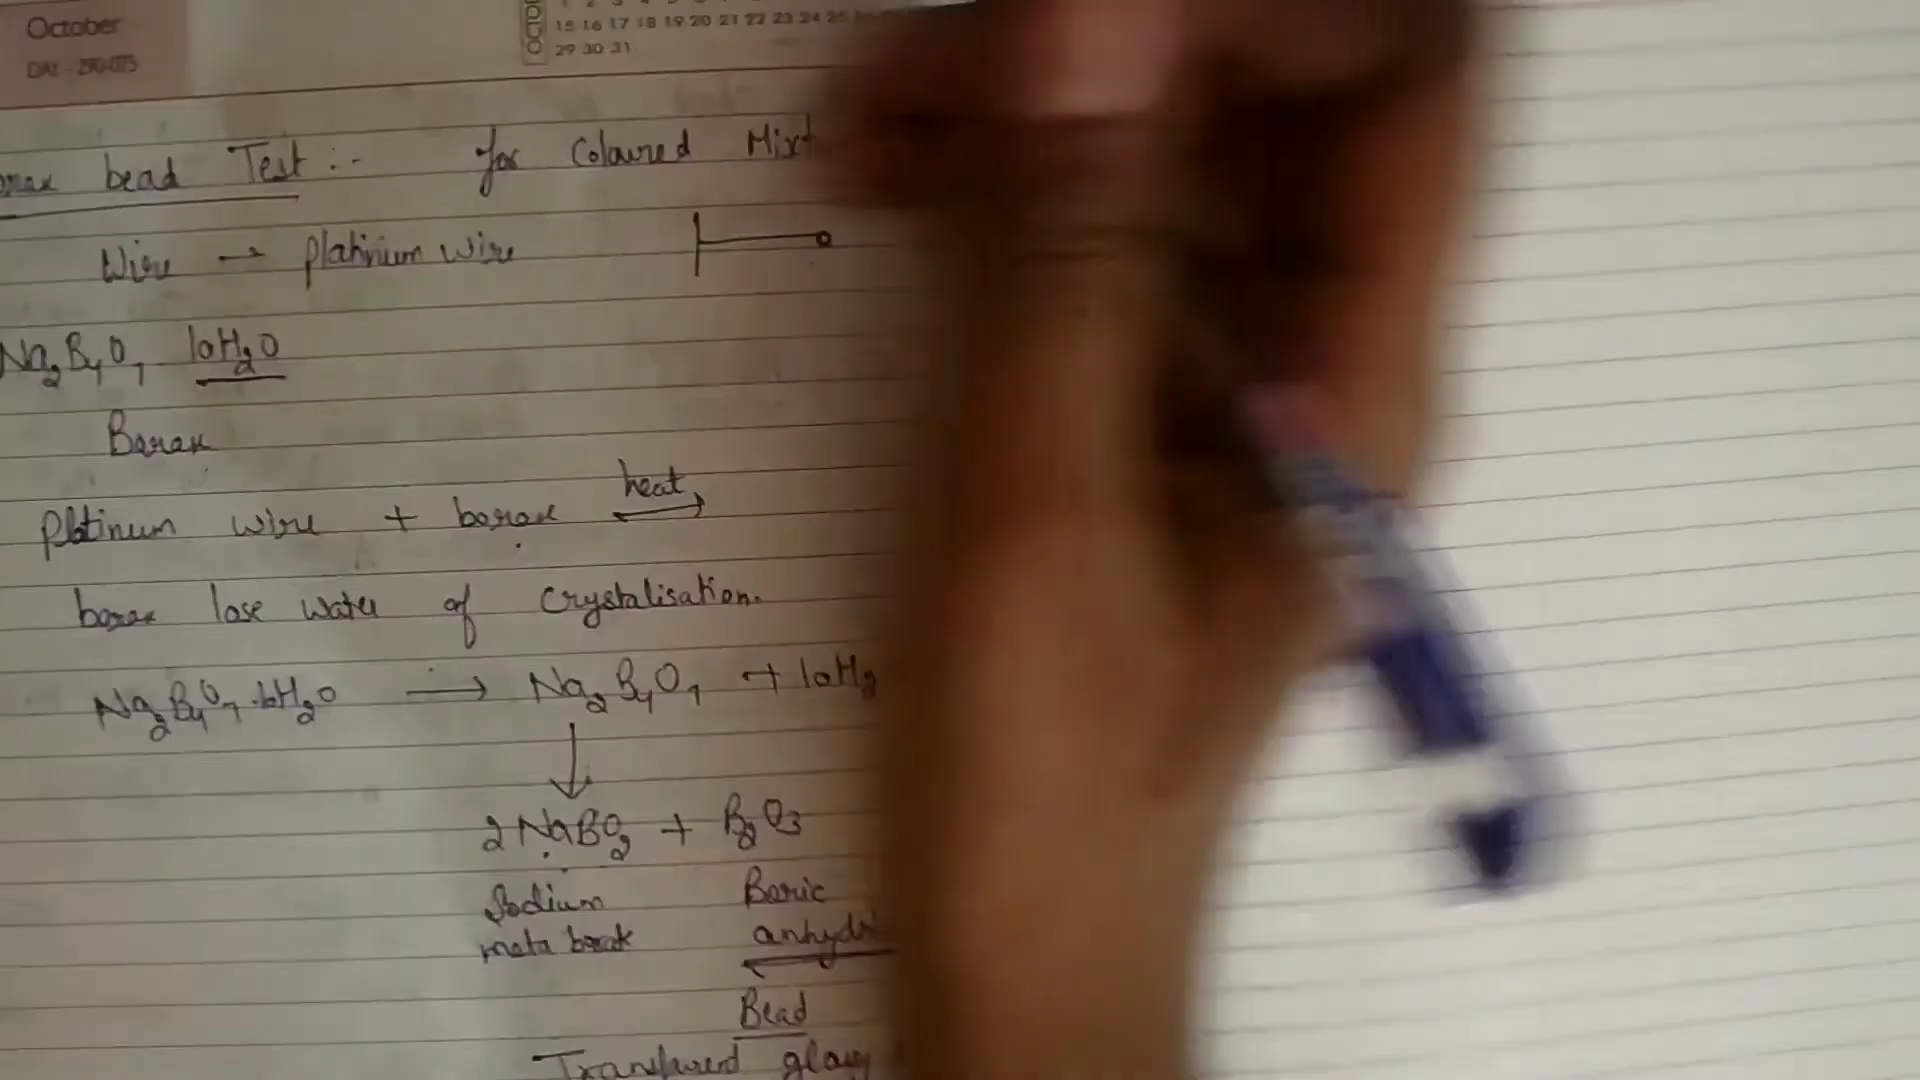 October
15 16 17 18 19 20 21 22 23 24 25
29 30 31
bead Test :- for Coloured
Wire → Platinium wire
Na2B4O7 10H2O
Borax
Platinum wire + borax heat
borax lose water of Crystalisation.
Na2B4O7.10H2O → Na2B4O7 + 10H2
↓
2NaBO2 + B2O3
Sodium Boric
meta borat
Bead